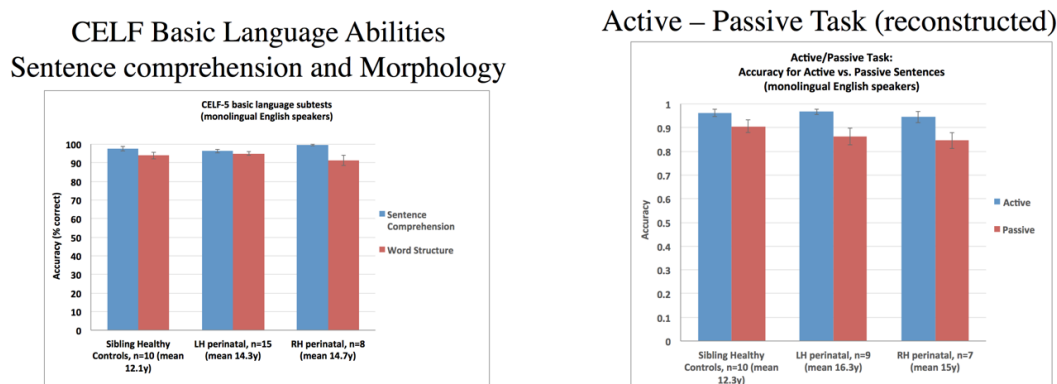 CELF Basic Language Abilities
Sentence comprehension and Morphology
CELF-5 basic language subtests
(monolingual English speakers)
Accuracy (% correct)
100
90
80
70
60
50
40
30
20
10
0
Sibling Healthy
Controls, n=10 (mean
12.1y)
LH perinatal, n=15
(mean 14.3y)
RH perinatal, n=8
(mean 14.7y)
Sentence
Comprehension
Word Structure
Active – Passive Task (reconstructed)
Active/Passive Task:
Accuracy for Active vs. Passive Sentences
(monolingual English speakers)
Accuracy
1
0.9
0.8
0.7
0.6
0.5
0.4
0.3
0.2
0.1
0
Sibling Healthy
Controls, n=10 (mean
12.3y)
LH perinatal, n=9
(mean 16.3y)
RH perinatal, n=7
(mean 15y)
Active
Passive